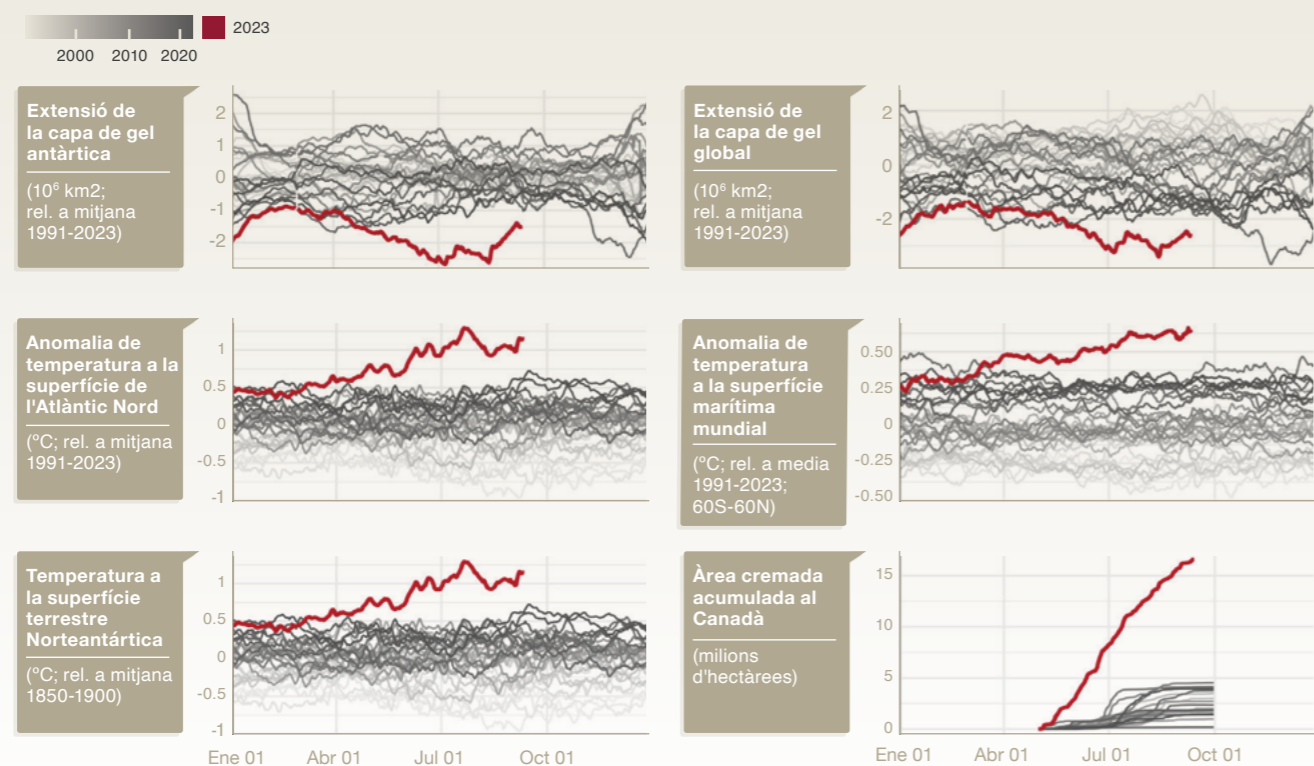 2023
2000 2010 2020
Extensió de
la capa de gel
antàrtica
(10⁶ km2;
rel. a mitjana
1991-2023)
2
1
0
-1
-2
Extensió de
la capa de gel
global
(10⁶ km2;
rel. a mitjana
1991-2023)
2
0
-2
Anomalia de
temperatura a la
superfície de
l'Atlàntic Nord
(ºC; rel. a mitjana
1991-2023)
1
0.5
0
-0.5
-1
Anomalia de
temperatura
a la superfície
marítima
mundial
(ºC; rel. a media
1991-2023;
60S-60N)
0.50
0.25
0
-0.25
-0.50
Temperatura a
la superfície
terrestre
Norteantártica
(ºC; rel. a mitjana
1850-1900)
1
0.5
0
-0.5
-1
Ene 01 Abr 01 Jul 01 Oct 01
Àrea cremada
acumulada al
Canadà
(milions
d'hectàrees)
15
10
5
0
Ene 01 Abr 01 Jul 01 Oct 01